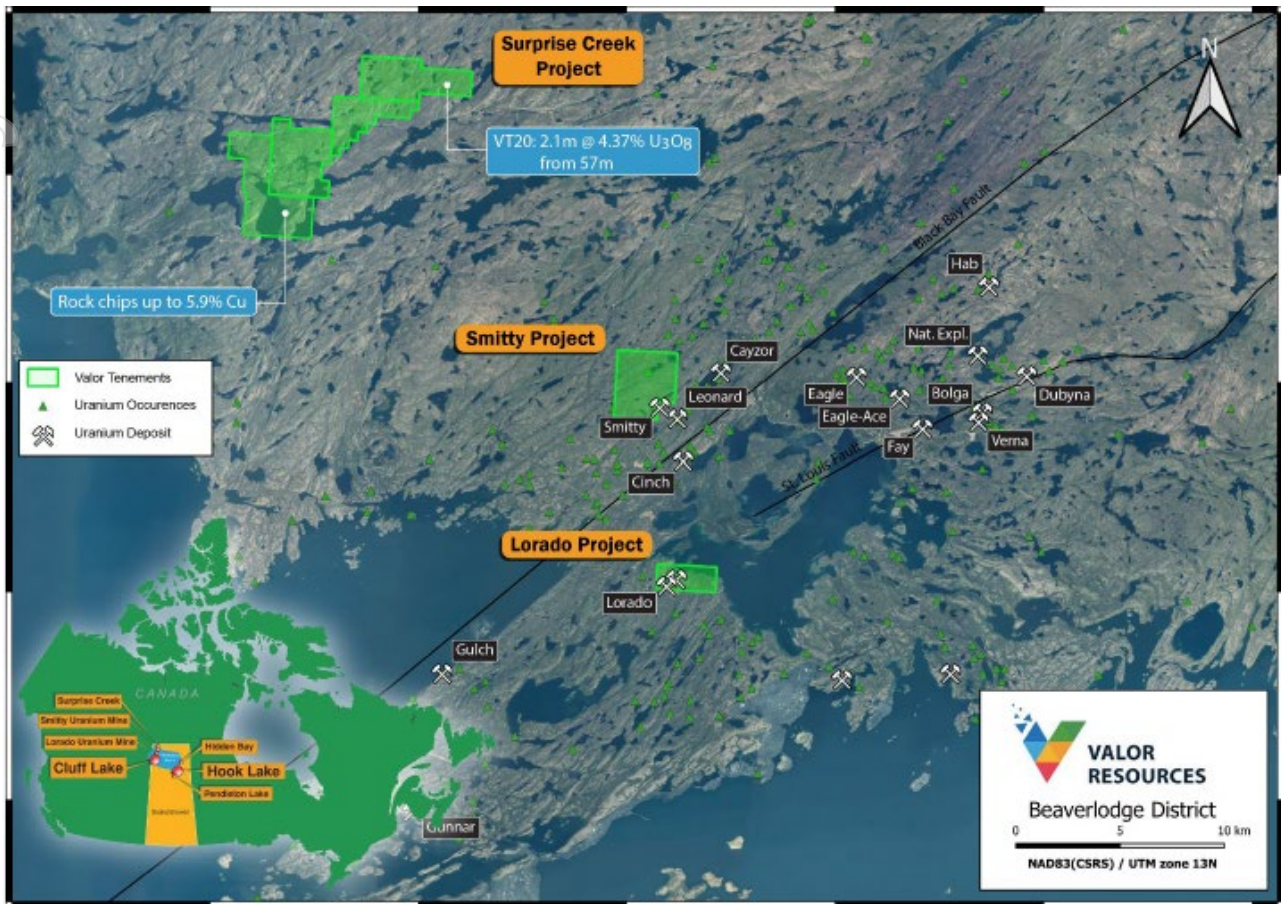 Surprise Creek
Project
VT20: 2.1m @ 4.37% U3O8
from 57m
N
Black Bay Fault
Hab
Rock chips up to 5.9% Cu
Smitty Project
Cayzor
Nat. Expl.
Valor Tenements
Uranium Occurences
Uranium Deposit
Leonard
Eagle
Bolga
Dubyna
Eagle-Ace
Smitty
Fay
Verna
Cinch
St. Louis Fault
Lorado Project
Lorado
Gulch
CANADA
Surprise Creek
Smitty Uranium Mine
Lorado Uranium Mine
Hidden Bay
Cluff Lake
Hook Lake
Pendleton Lake
Gunnar
VALOR
RESOURCES
Beaverlodge District
0 5 10 km
NAD83(CSRS) / UTM zone 13N